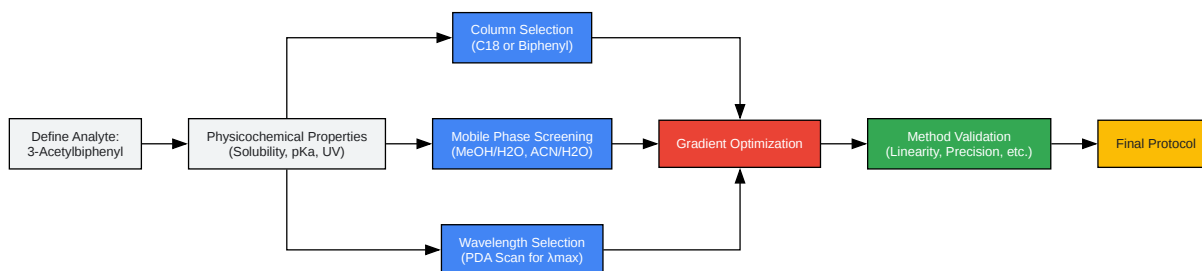 Column Selection
(C18 or Biphenyl)
Define Analyte:
3-Acetylbiphenyl
Physicochemical Properties
(Solubility, pKa, UV)
Mobile Phase Screening
(MeOH/H2O, ACN/H2O)
Gradient Optimization
Method Validation
(Linearity, Precision, etc.)
Final Protocol
Wavelength Selection
(PDA Scan for λmax)